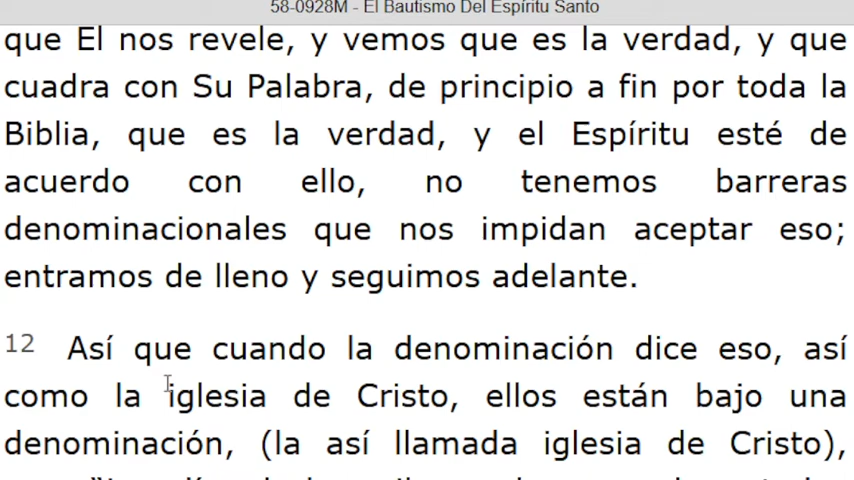 58-0928M - El Bautismo Del Espíritu Santo
que El nos revele, y vemos que es la verdad, y que
cuadra con Su Palabra, de principio a fin por toda la
Biblia, que es la verdad, y el Espíritu esté de
acuerdo con ello, no tenemos barreras
denominacionales que nos impidan aceptar eso;
entramos de lleno y seguimos adelante.
12 Así que cuando la denominación dice eso, así
como la iglesia de Cristo, ellos están bajo una
denominación, (la así llamada iglesia de Cristo),